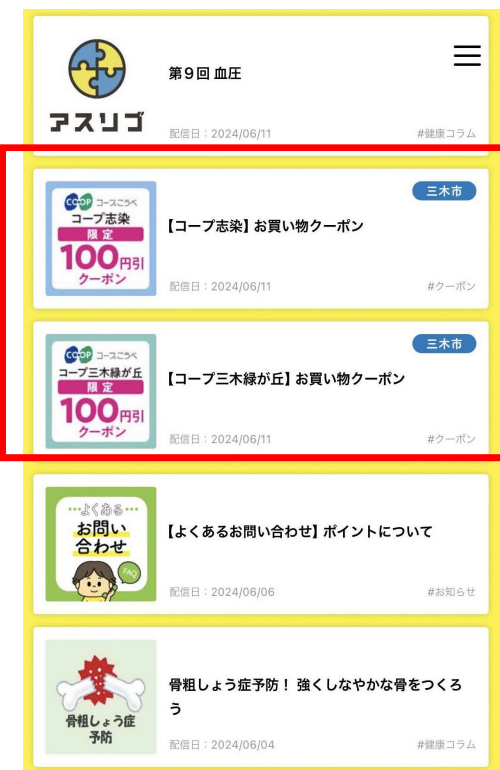 アスリゴ
第9回 血圧
配信日：2024/06/11
#健康コラム
CO・OP コープこうべ
コープ志染
限定
100円引
クーポン
三木市
【コープ志染】お買い物クーポン
配信日：2024/06/11
#クーポン
CO・OP コープこうべ
コープ三木緑が丘
限定
100円引
クーポン
三木市
【コープ三木緑が丘】お買い物クーポン
配信日：2024/06/11
#クーポン
…よくある…
お問い
合わせ
FAQ
【よくあるお問い合わせ】ポイントについて
配信日：2024/06/06
#お知らせ
骨粗しょう症
予防
骨粗しょう症予防！ 強くしなやかな骨をつくろ
う
配信日：2024/06/04
#健康コラム